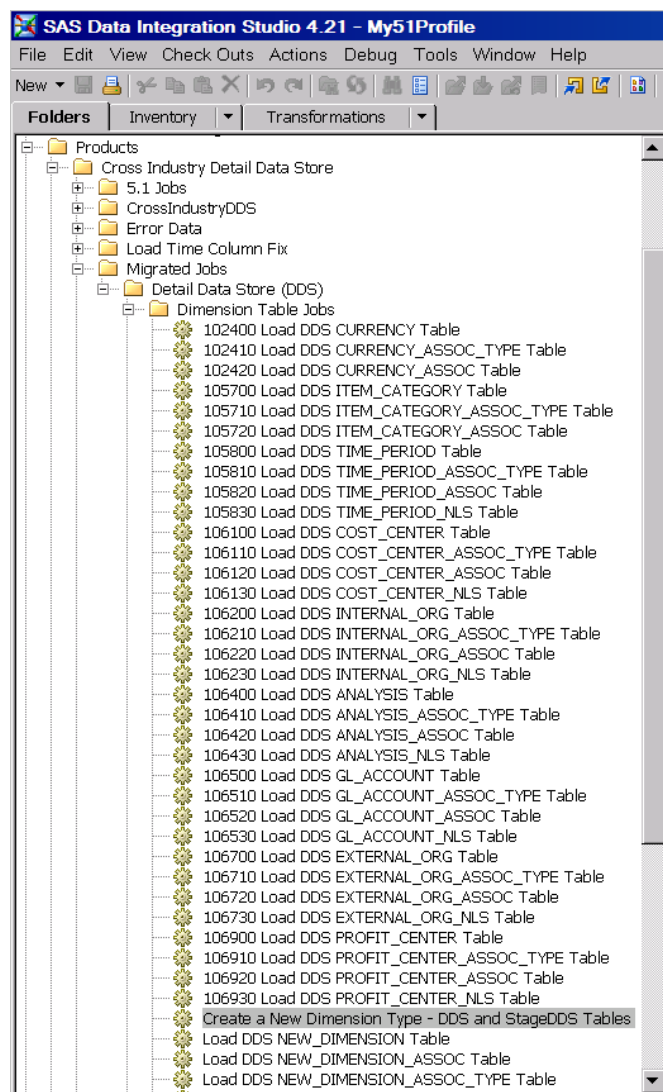 SAS Data Integration Studio 4.21 - My51Profile
File Edit View Check Outs Actions Debug Tools Window Help
New
Folders Inventory Transformations
Products
Cross Industry Detail Data Store
5.1 Jobs
CrossIndustryDDS
Error Data
Load Time Column Fix
Migrated Jobs
Detail Data Store (DDS)
Dimension Table Jobs
102400 Load DDS CURRENCY Table
102410 Load DDS CURRENCY_ASSOC_TYPE Table
102420 Load DDS CURRENCY_ASSOC Table
105700 Load DDS ITEM_CATEGORY Table
105710 Load DDS ITEM_CATEGORY_ASSOC_TYPE Table
105720 Load DDS ITEM_CATEGORY_ASSOC Table
105800 Load DDS TIME_PERIOD Table
105810 Load DDS TIME_PERIOD_ASSOC_TYPE Table
105820 Load DDS TIME_PERIOD_ASSOC Table
105830 Load DDS TIME_PERIOD_NLS Table
106100 Load DDS COST_CENTER Table
106110 Load DDS COST_CENTER_ASSOC_TYPE Table
106120 Load DDS COST_CENTER_ASSOC Table
106130 Load DDS COST_CENTER_NLS Table
106200 Load DDS INTERNAL_ORG Table
106210 Load DDS INTERNAL_ORG_ASSOC_TYPE Table
106220 Load DDS INTERNAL_ORG_ASSOC Table
106230 Load DDS INTERNAL_ORG_NLS Table
106400 Load DDS ANALYSIS Table
106410 Load DDS ANALYSIS_ASSOC_TYPE Table
106420 Load DDS ANALYSIS_ASSOC Table
106430 Load DDS ANALYSIS_NLS Table
106500 Load DDS GL_ACCOUNT Table
106510 Load DDS GL_ACCOUNT_ASSOC_TYPE Table
106520 Load DDS GL_ACCOUNT_ASSOC Table
106530 Load DDS GL_ACCOUNT_NLS Table
106700 Load DDS EXTERNAL_ORG Table
106710 Load DDS EXTERNAL_ORG_ASSOC_TYPE Table
106720 Load DDS EXTERNAL_ORG_ASSOC Table
106730 Load DDS EXTERNAL_ORG_NLS Table
106900 Load DDS PROFIT_CENTER Table
106910 Load DDS PROFIT_CENTER_ASSOC_TYPE Table
106920 Load DDS PROFIT_CENTER_ASSOC Table
106930 Load DDS PROFIT_CENTER_NLS Table
Create a New Dimension Type - DDS and StageDDS Tables
Load DDS NEW_DIMENSION Table
Load DDS NEW_DIMENSION_ASSOC Table
Load DDS NEW_DIMENSION_ASSOC_TYPE Table